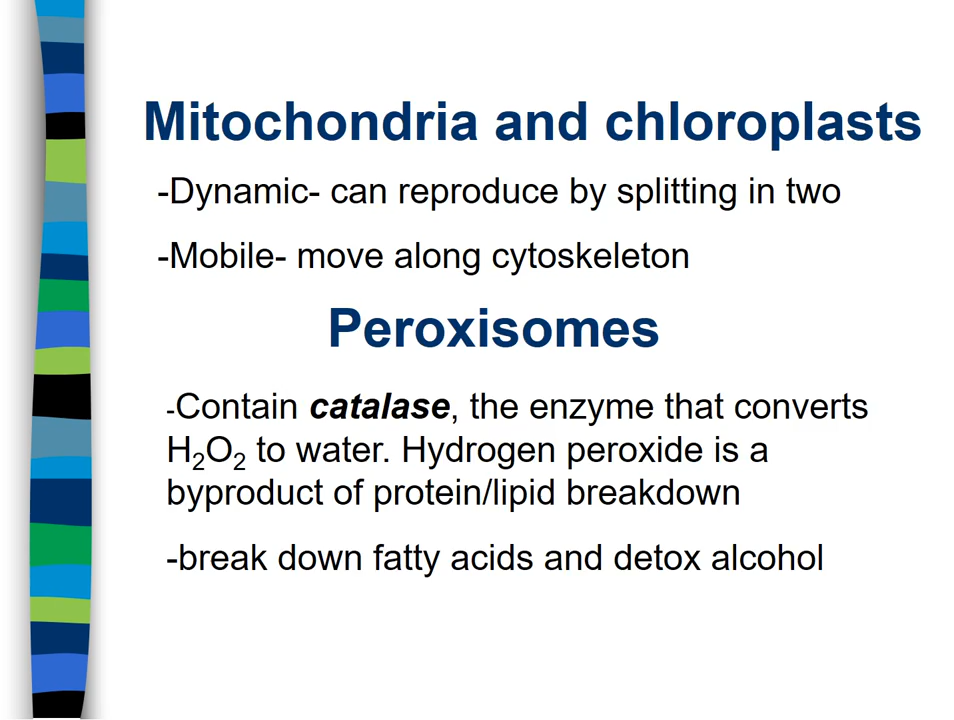 Mitochondria and chloroplasts
-Dynamic- can reproduce by splitting in two
-Mobile- move along cytoskeleton
Peroxisomes
-Contain catalase, the enzyme that converts
H₂O₂ to water. Hydrogen peroxide is a
byproduct of protein/lipid breakdown
-break down fatty acids and detox alcohol